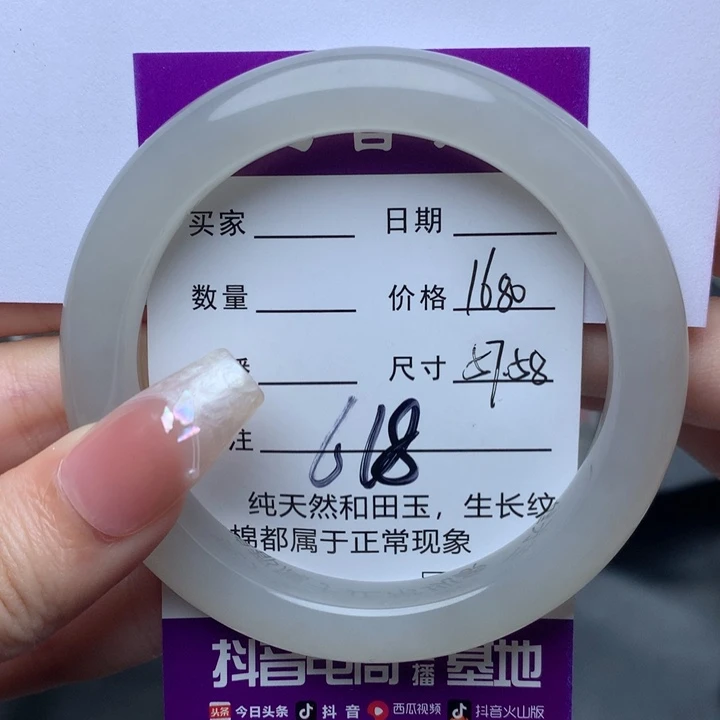 买家 日期
数量 价格 1680
尺寸 57.58
注 618
纯天然和田玉，生长纹
棉都属于正常现象
抖音电商 播 基地
头条 今日头条 抖音 西瓜视频 抖音火山版